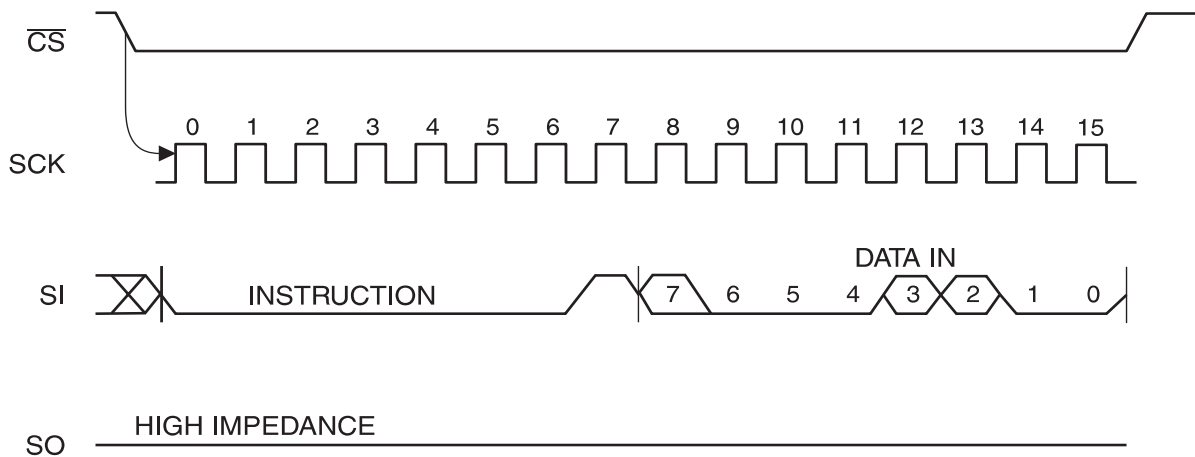 CS
SCK 0 1 2 3 4 5 6 7 8 9 10 11 12 13 14 15
DATA IN
SI INSTRUCTION 7 6 5 4 3 2 1 0
HIGH IMPEDANCE
SO